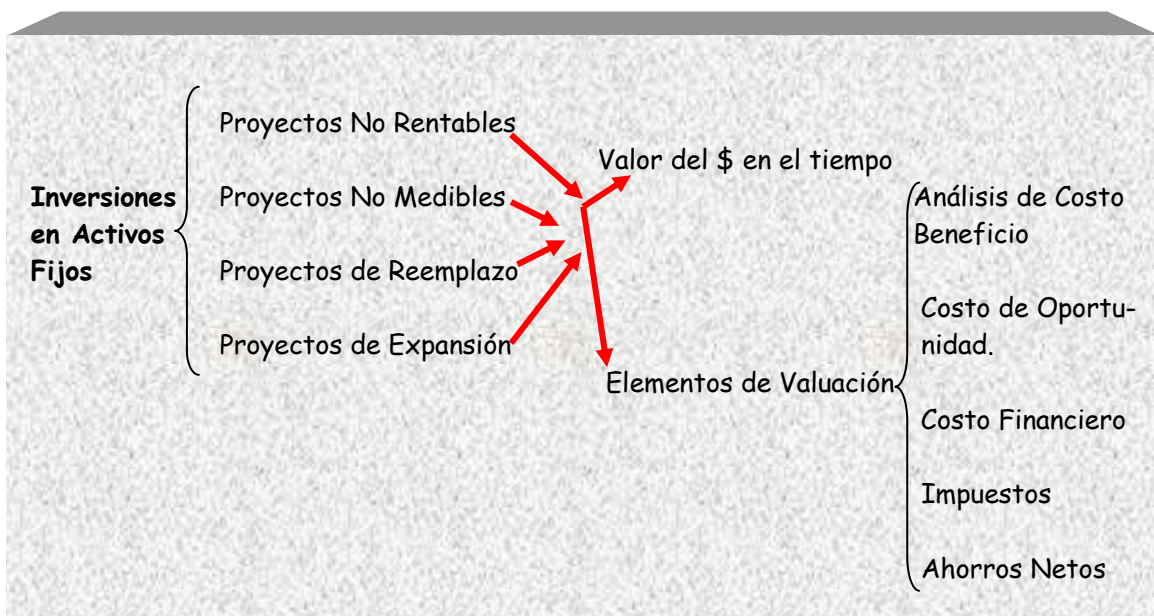 Inversiones
en Activos
Fijos
Proyectos No Rentables
Proyectos No Medibles
Proyectos de Reemplazo
Proyectos de Expansión
Valor del $ en el tiempo
Elementos de Valuación
Análisis de Costo
Beneficio
Costo de Oportu-
nidad.
Costo Financiero
Impuestos
Ahorros Netos